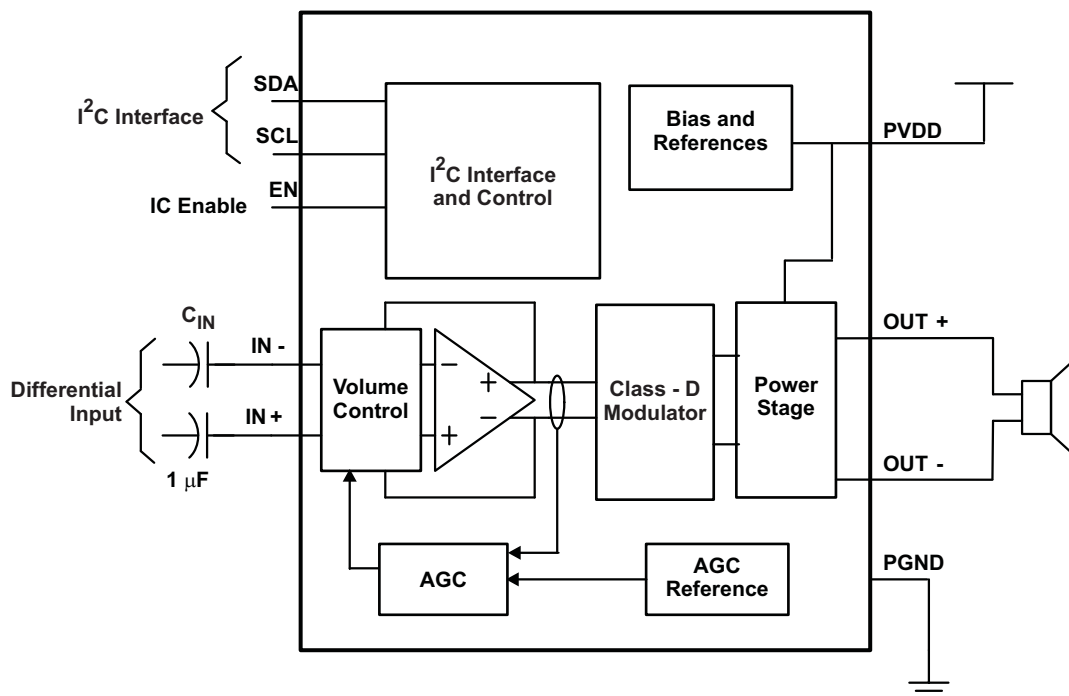 SDA
I²C Interface
SCL
EN
IC Enable
I²C Interface
and Control
Bias and
References
PVDD
C_IN
IN -
Differential
Input
IN +
1 μF
Volume
Control
−
+
+
−
Class - D
Modulator
Power
Stage
OUT +
OUT -
AGC
AGC
Reference
PGND